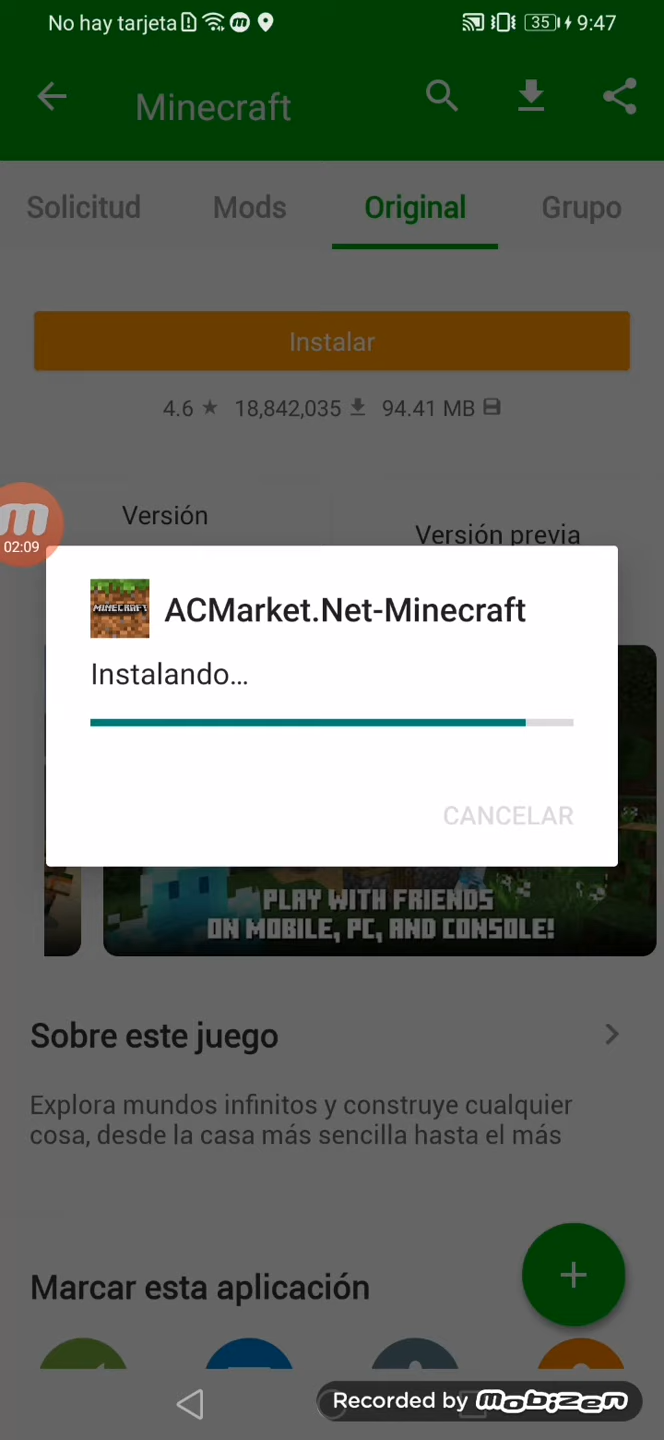 No hay tarjeta 35 9:47
Minecraft
Solicitud Mods Original Grupo
Instalar
4.6 ★ 18,842,035 94.41 MB
Versión
Versión previa
m
02:09
MINECRAFT
ACMarket.Net-Minecraft
Instalando...
CANCELAR
PLAY WITH FRIENDS
ON MOBILE, PC, AND CONSOLE!
Sobre este juego
Explora mundos infinitos y construye cualquier
cosa, desde la casa más sencilla hasta el más
Marcar esta aplicación
Recorded by mobizen